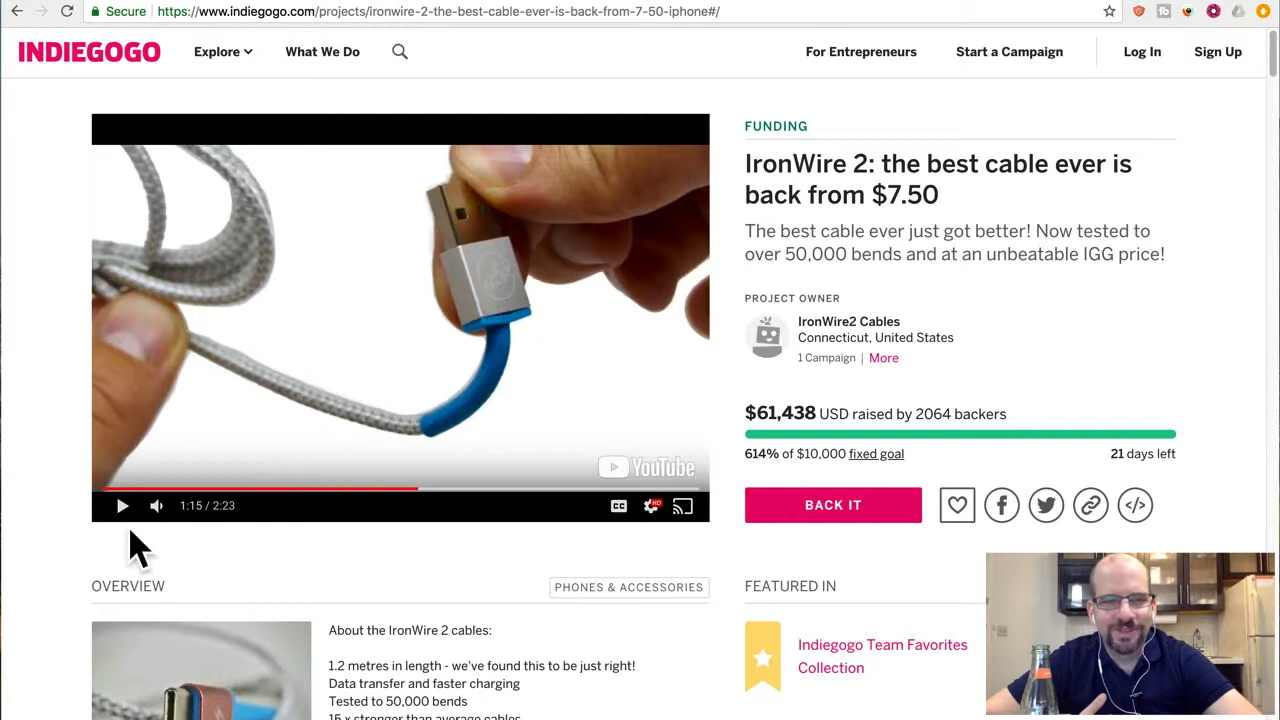 Secure https://www.indiegogo.com/projects/ironwire-2-the-best-cable-ever-is-back-from-7-50-iphone#/
INDIEGOGO
Explore
What We Do
For Entrepreneurs
Start a Campaign
Log In
Sign Up
FUNDING
IronWire 2: the best cable ever is
back from $7.50
The best cable ever just got better! Now tested to
over 50,000 bends and at an unbeatable IGG price!
PROJECT OWNER
IronWire2 Cables
Connecticut, United States
1 Campaign | More
$61,438 USD raised by 2064 backers
614% of $10,000 fixed goal
21 days left
BACK IT
YouTube
1:15 / 2:23
CC
HD
OVERVIEW
PHONES & ACCESSORIES
About the IronWire 2 cables:
1.2 metres in length - we've found this to be just right!
Data transfer and faster charging
Tested to 50,000 bends
15 x stronger than average cables
FEATURED IN
Indiegogo Team Favorites
Collection